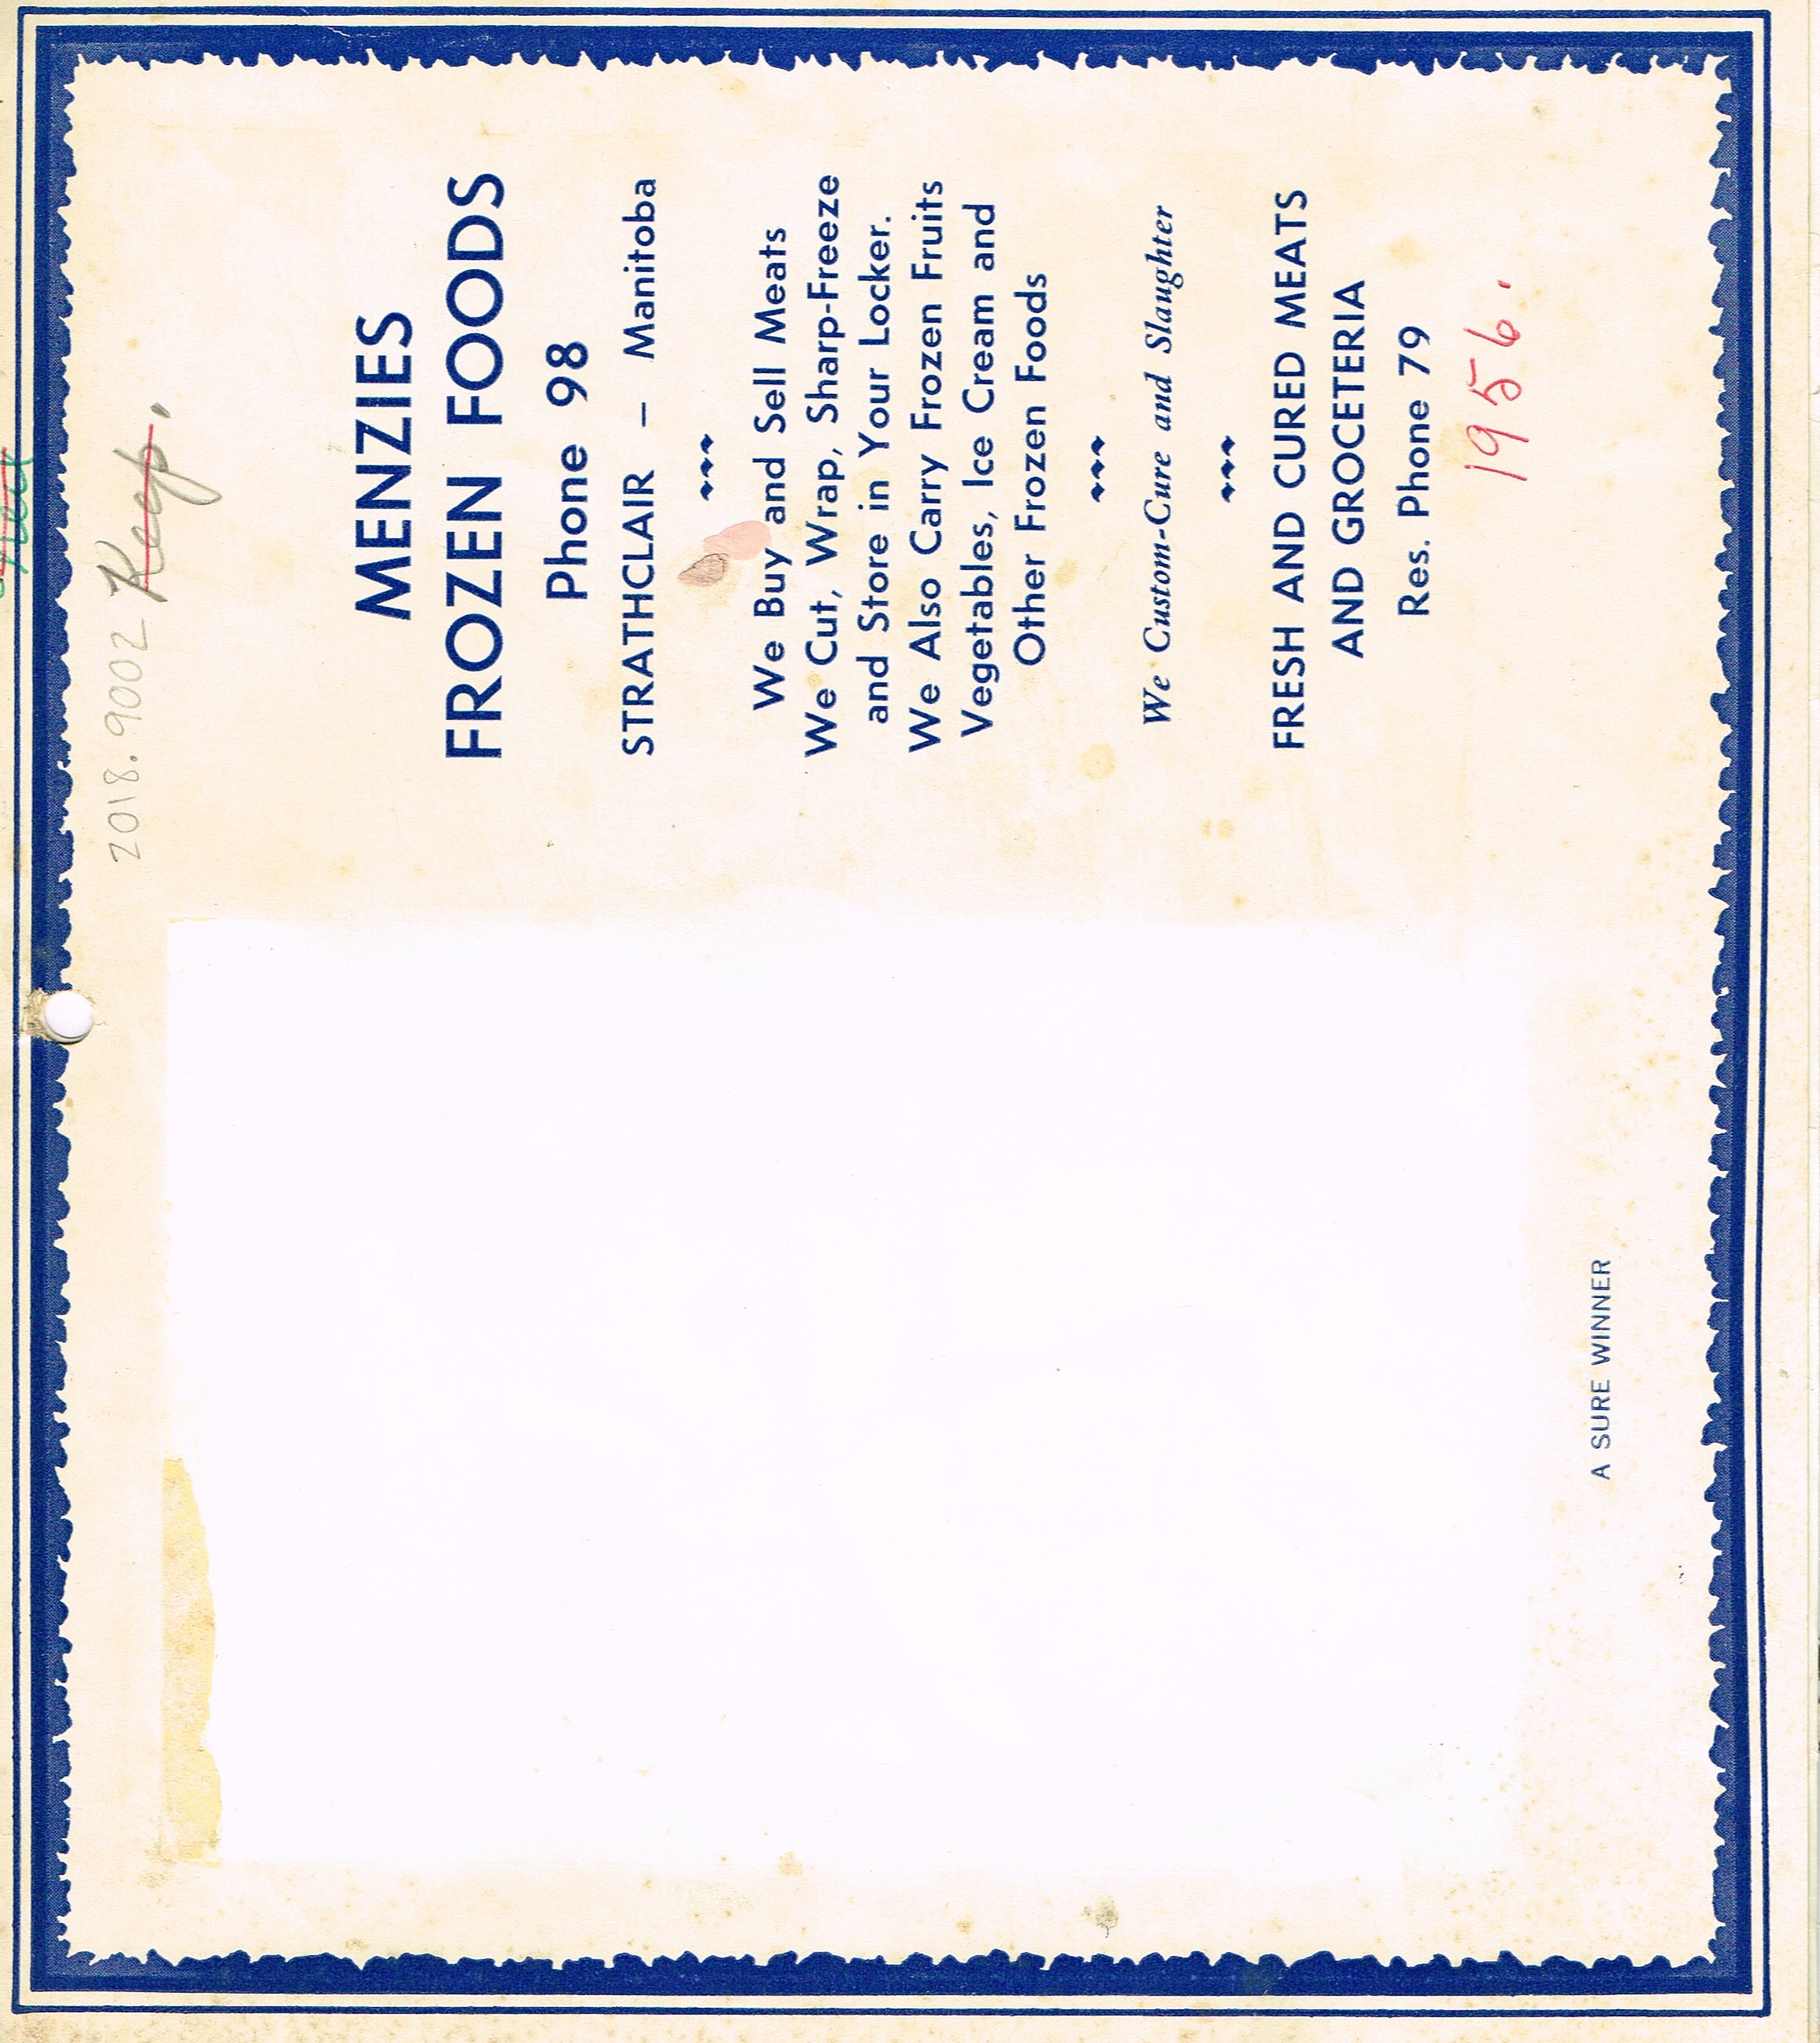 2018.9002 Keep.
MENZIES
FROZEN FOODS
Phone 98
STRATHCLAIR – Manitoba
We Buy and Sell Meats
We Cut, Wrap, Sharp-Freeze
and Store in Your Locker.
We Also Carry Frozen Fruits
Vegetables, Ice Cream and
Other Frozen Foods
We Custom-Cure and Slaughter
FRESH AND CURED MEATS
AND GROCETERIA
Res. Phone 79
1956.
A SURE WINNER